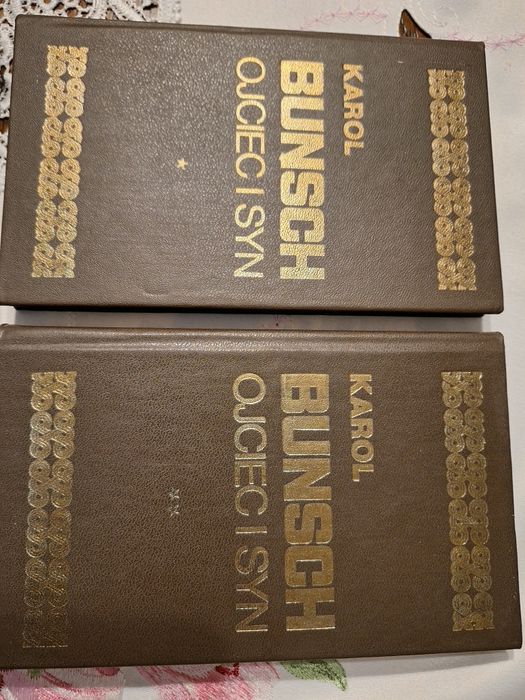 KAROL
BUNSCH
OJCIEC I SYN
*
KAROL
BUNSCH
OJCIEC I SYN
**